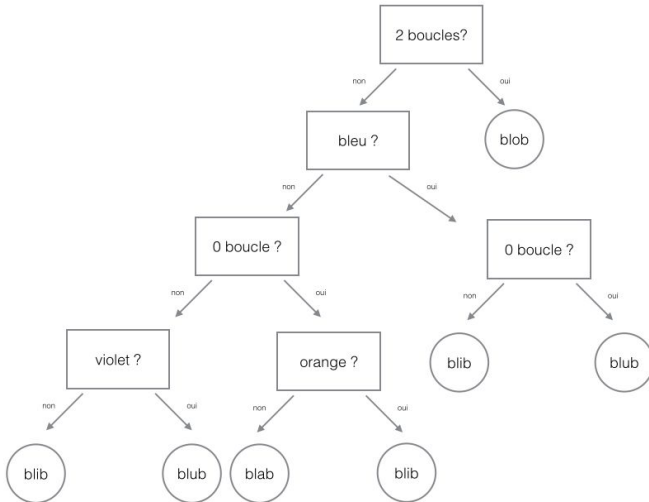 2 boucles?
non
oui
bleu ?
blob
non
oui
0 boucle ?
0 boucle ?
non
oui
non
oui
violet ?
orange ?
blib
blub
non
oui
non
oui
blib
blub
blab
blib